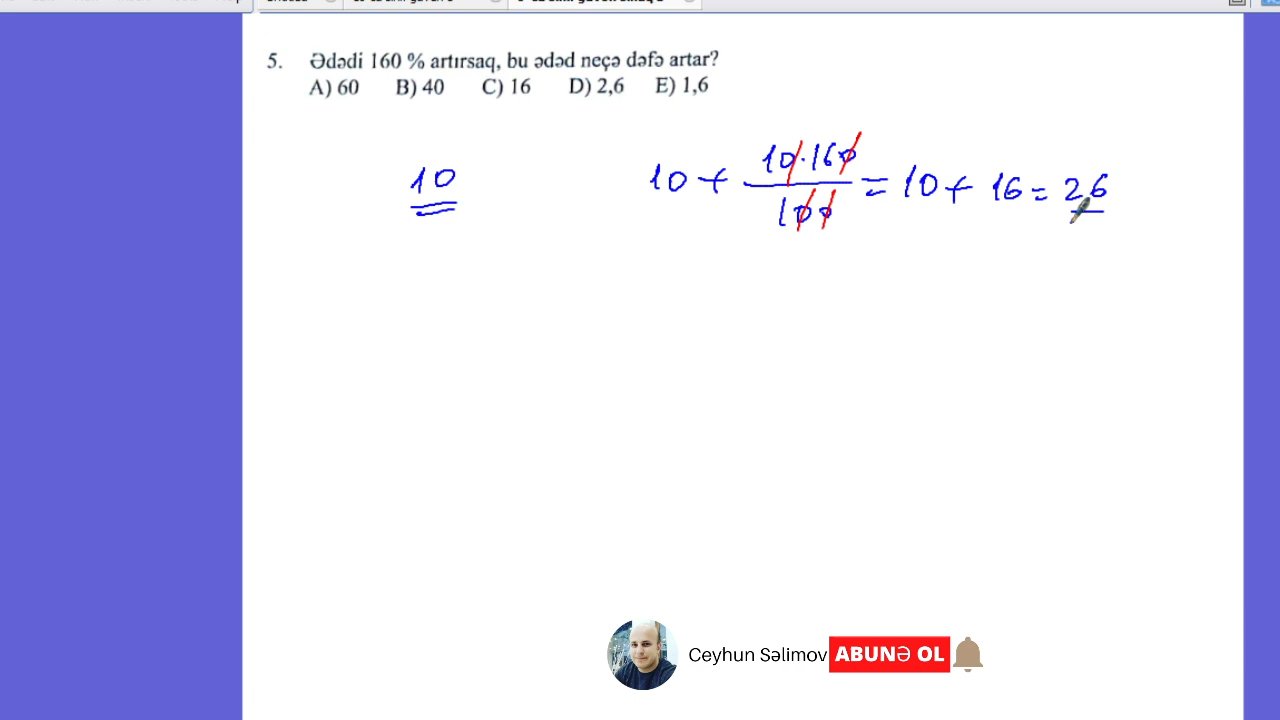 5. Ədədi 160 % artırsaq, bu ədəd neçə dəfə artar?
A) 60 B) 40 C) 16 D) 2,6 E) 1,6
10
10 + 10·160 / 100 = 10 + 16 = 26
Ceyhun Səlimov ABUNƏ OL